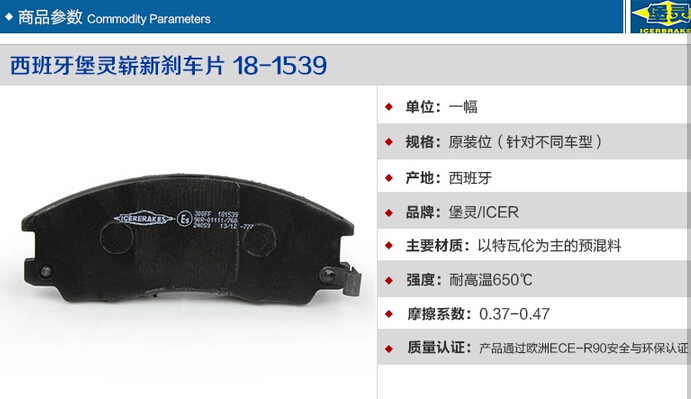 商品参数 Commodity Parameters
堡灵
ICERBRAKES
西班牙堡灵崭新刹车片 18-1539
单位：一幅
规格：原装位（针对不同车型）
产地：西班牙
品牌：堡灵/ICER
主要材质：以特瓦伦为主的预混料
强度：耐高温650℃
摩擦系数：0.37-0.47
质量认证：产品通过欧洲ECE-R90安全与环保认证
ICERBRAKES
E9
300FF 181539
90R-01111/768
24059 13/12 -777